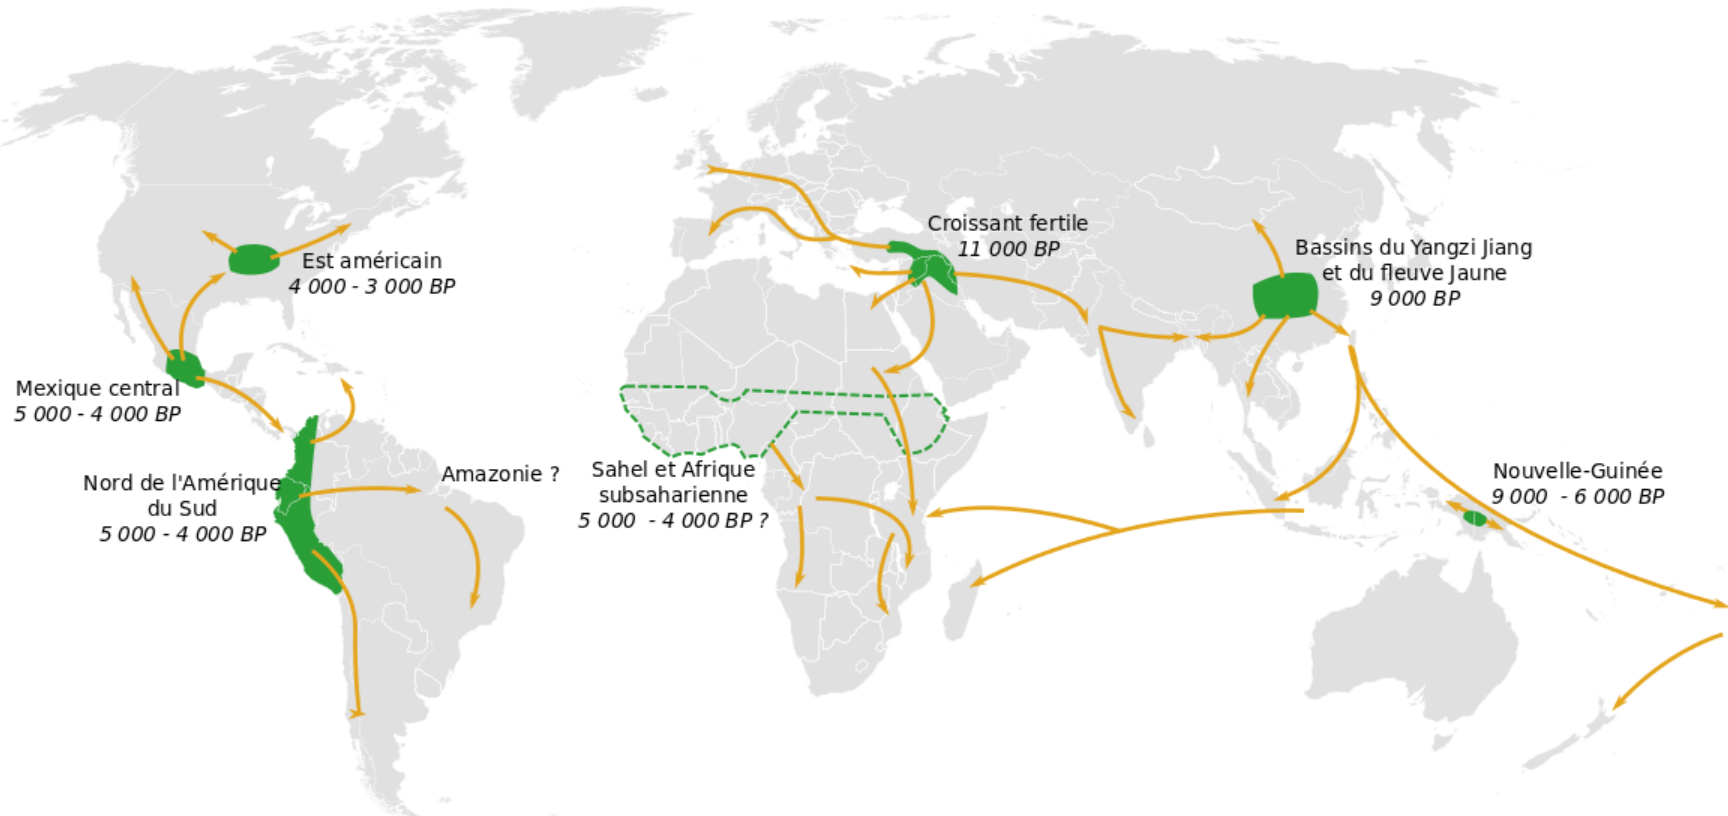 Croissant fertile
11 000 BP
Bassins du Yangzi Jiang
et du fleuve Jaune
9 000 BP
Est américain
4 000 - 3 000 BP
Mexique central
5 000 - 4 000 BP
Nord de l'Amérique
du Sud
5 000 - 4 000 BP
Amazonie ?
Sahel et Afrique
subsaharienne
5 000  - 4 000 BP ?
Nouvelle-Guinée
9 000  - 6 000 BP